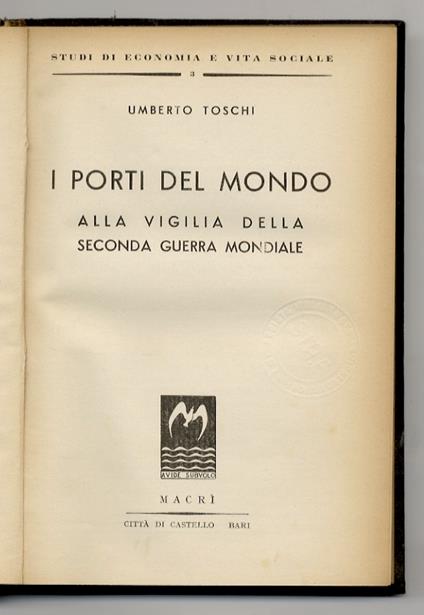 STUDI DI ECONOMIA E VITA SOCIALE
3
UMBERTO TOSCHI
I PORTI DEL MONDO
ALLA VIGILIA DELLA
SECONDA GUERRA MONDIALE
AVIDE SUBVOLO
MACRÌ
CITTÀ DI CASTELLO BARI